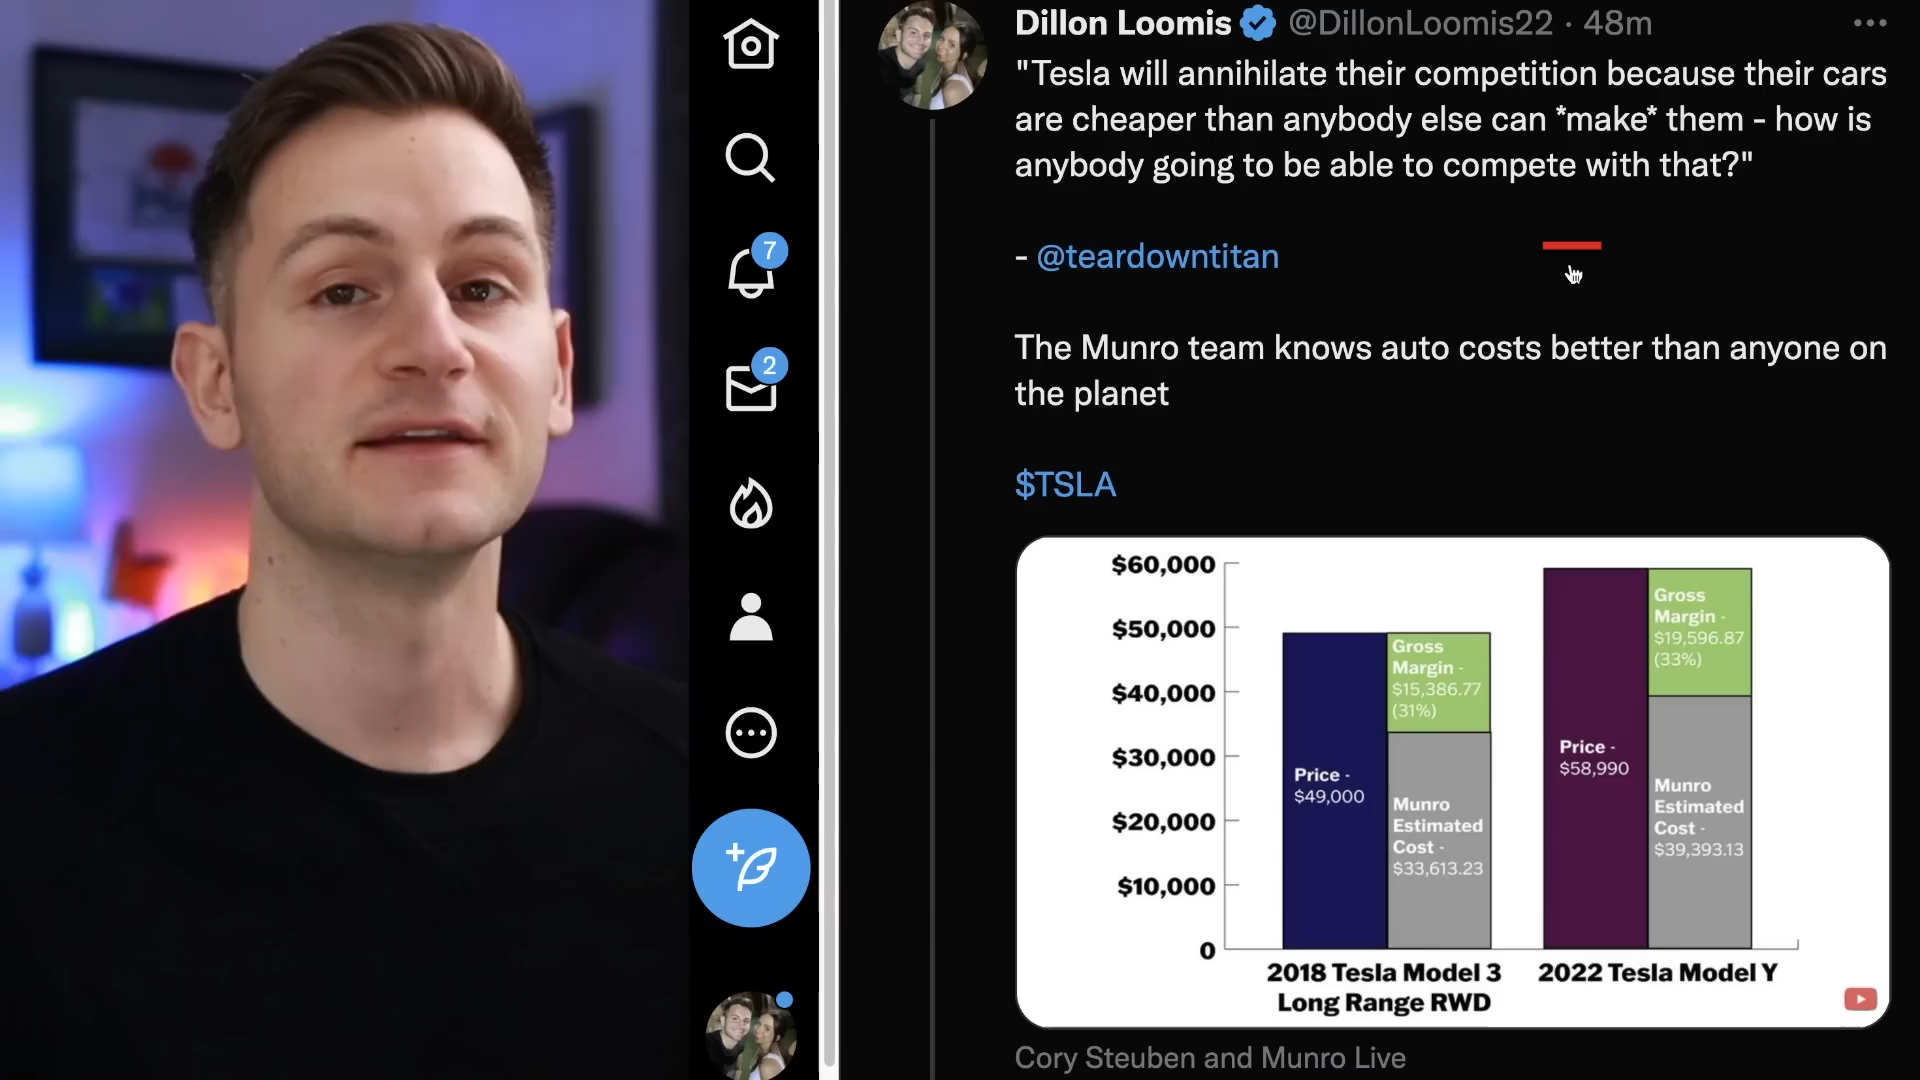 Dillon Loomis @DillonLoomis22 · 48m
"Tesla will annihilate their competition because their cars
are cheaper than anybody else can *make* them - how is
anybody going to be able to compete with that?"
- @teardowntitan
The Munro team knows auto costs better than anyone on
the planet
$TSLA
7
2
$60,000
$50,000
$40,000
$30,000
$20,000
$10,000
0
Price -
$49,000
Gross
Margin -
$15,386.77
(31%)
Munro
Estimated
Cost -
$33,613.23
Price -
$58,990
Gross
Margin -
$19,596.87
(33%)
Munro
Estimated
Cost -
$39,393.13
2018 Tesla Model 3
Long Range RWD
2022 Tesla Model Y
Cory Steuben and Munro Live